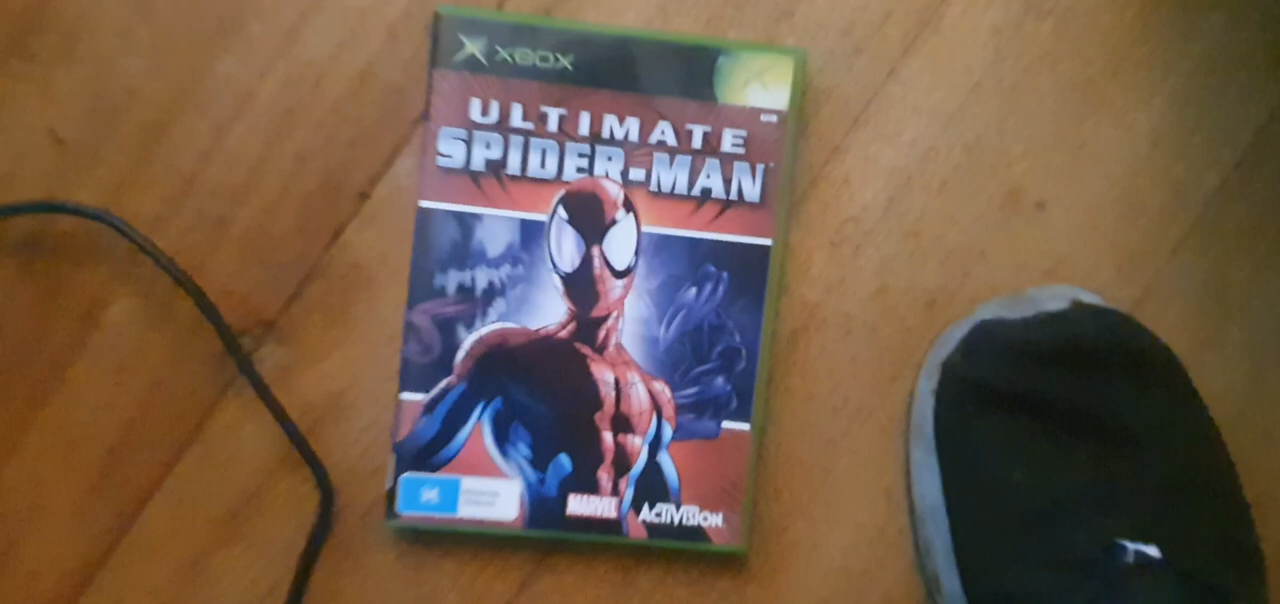 XBOX
ULTIMATE
SPIDER-MAN
MARVEL
ACTIVISION